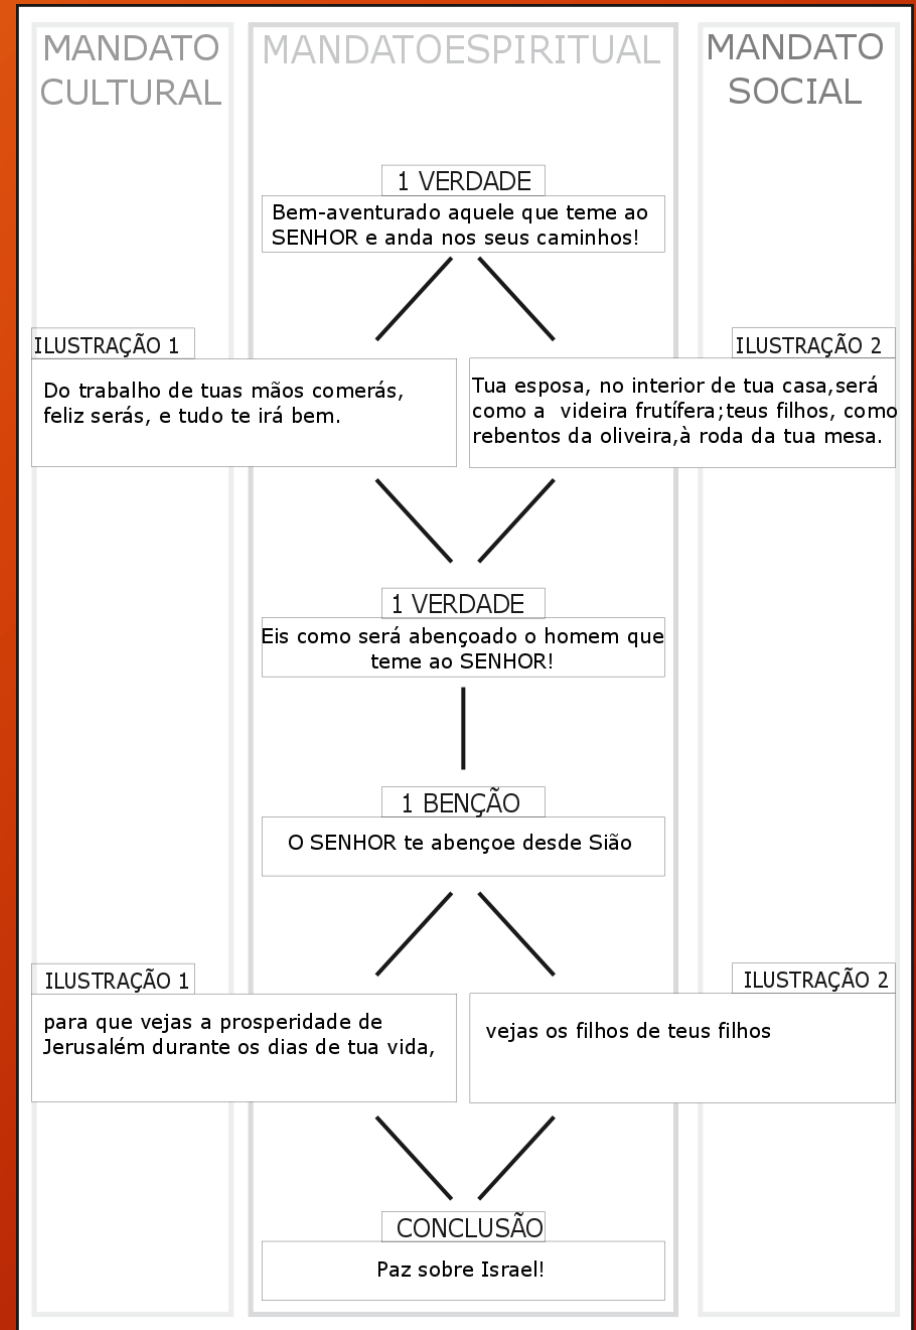 MANDATO
CULTURAL
MANDATOESPIRITUAL
MANDATO
SOCIAL
1 VERDADE
Bem-aventurado aquele que teme ao
SENHOR e anda nos seus caminhos!
ILUSTRAÇÃO 1
Do trabalho de tuas mãos comerás,
feliz serás, e tudo te irá bem.
ILUSTRAÇÃO 2
Tua esposa, no interior de tua casa,será
como a  videira frutífera;teus filhos, como
rebentos da oliveira,à roda da tua mesa.
1 VERDADE
Eis como será abençoado o homem que
teme ao SENHOR!
1 BENÇÃO
O SENHOR te abençoe desde Sião
ILUSTRAÇÃO 1
para que vejas a prosperidade de
Jerusalém durante os dias de tua vida,
ILUSTRAÇÃO 2
vejas os filhos de teus filhos
CONCLUSÃO
Paz sobre Israel!